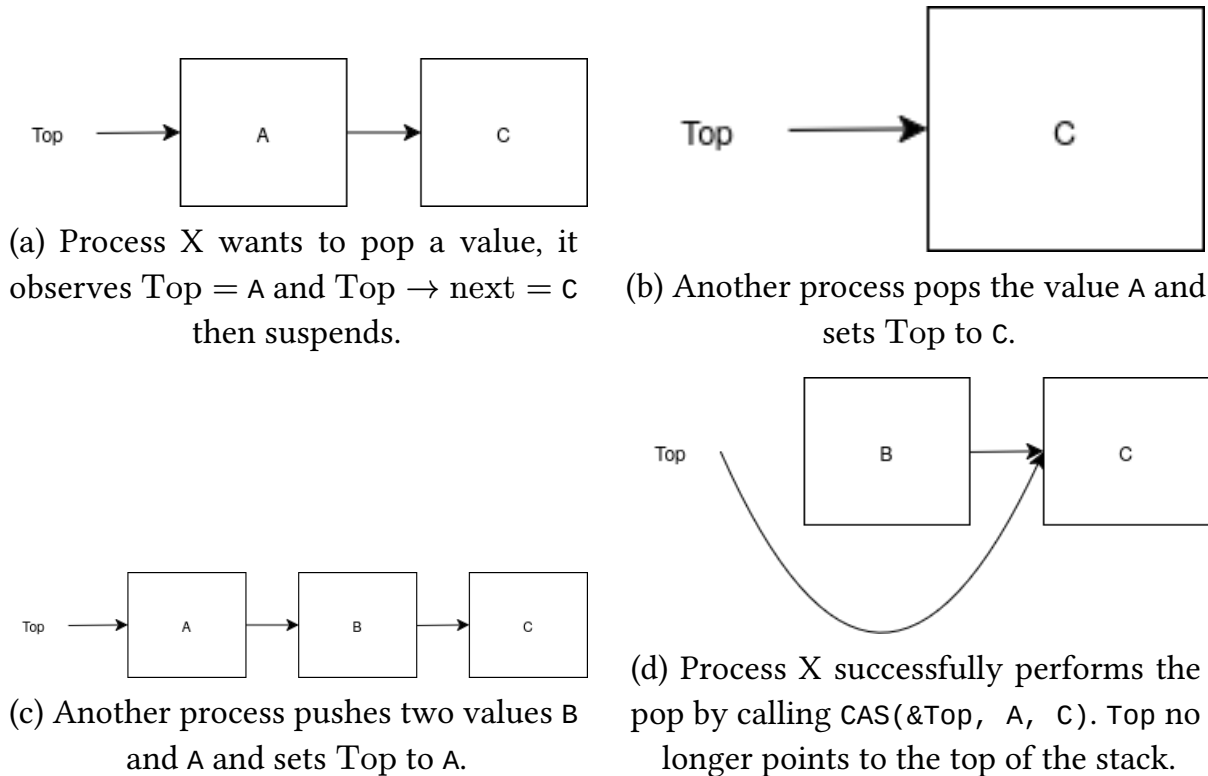 Top
A
C
(a) Process X wants to pop a value, it
observes Top = A and Top → next = C
then suspends.
Top
C
(b) Another process pops the value A and
sets Top to C.
Top
A
B
C
(c) Another process pushes two values B
and A and sets Top to A.
Top
B
C
(d) Process X successfully performs the
pop by calling CAS(&Top, A, C). Top no
longer points to the top of the stack.